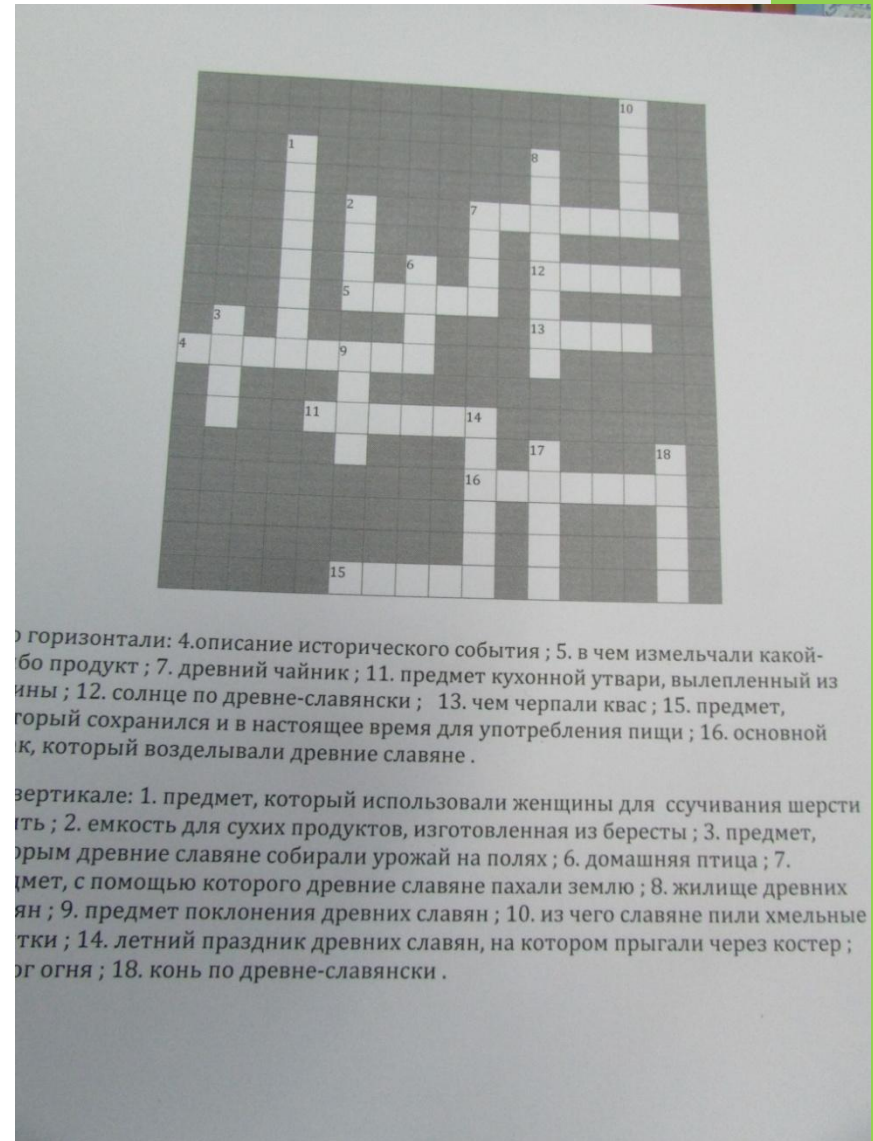 10
1
8
2
7
6
12
5
3
13
4
9
11
14
17
18
16
15
горизонтали: 4.описание исторического события ; 5. в чем измельчали какой-
бо продукт ; 7. древний чайник ; 11. предмет кухонной утвари, вылепленный из
ины ; 12. солнце по древне-славянски ; 13. чем черпали квас ; 15. предмет,
торый сохранился и в настоящее время для употребления пищи ; 16. основной
к, который возделывали древние славяне .
вертикале: 1. предмет, который использовали женщины для ссучивания шерсти
ть ; 2. емкость для сухих продуктов, изготовленная из бересты ; 3. предмет,
орым древние славяне собирали урожай на полях ; 6. домашняя птица ; 7.
мет, с помощью которого древние славяне пахали землю ; 8. жилище древних
ян ; 9. предмет поклонения древних славян ; 10. из чего славяне пили хмельные
тки ; 14. летний праздник древних славян, на котором прыгали через костер ;
ог огня ; 18. конь по древне-славянски .